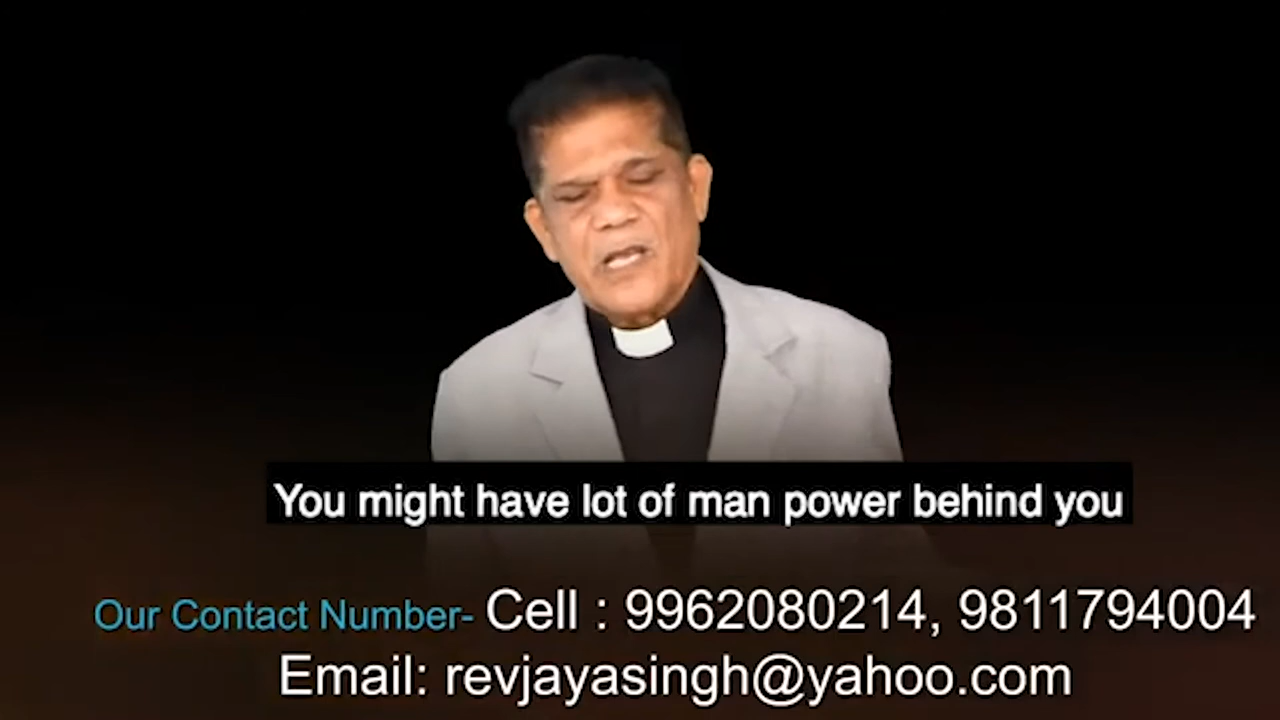 You might have lot of man power behind you
Our Contact Number- Cell : 9962080214, 9811794004
Email: revjayasingh@yahoo.com